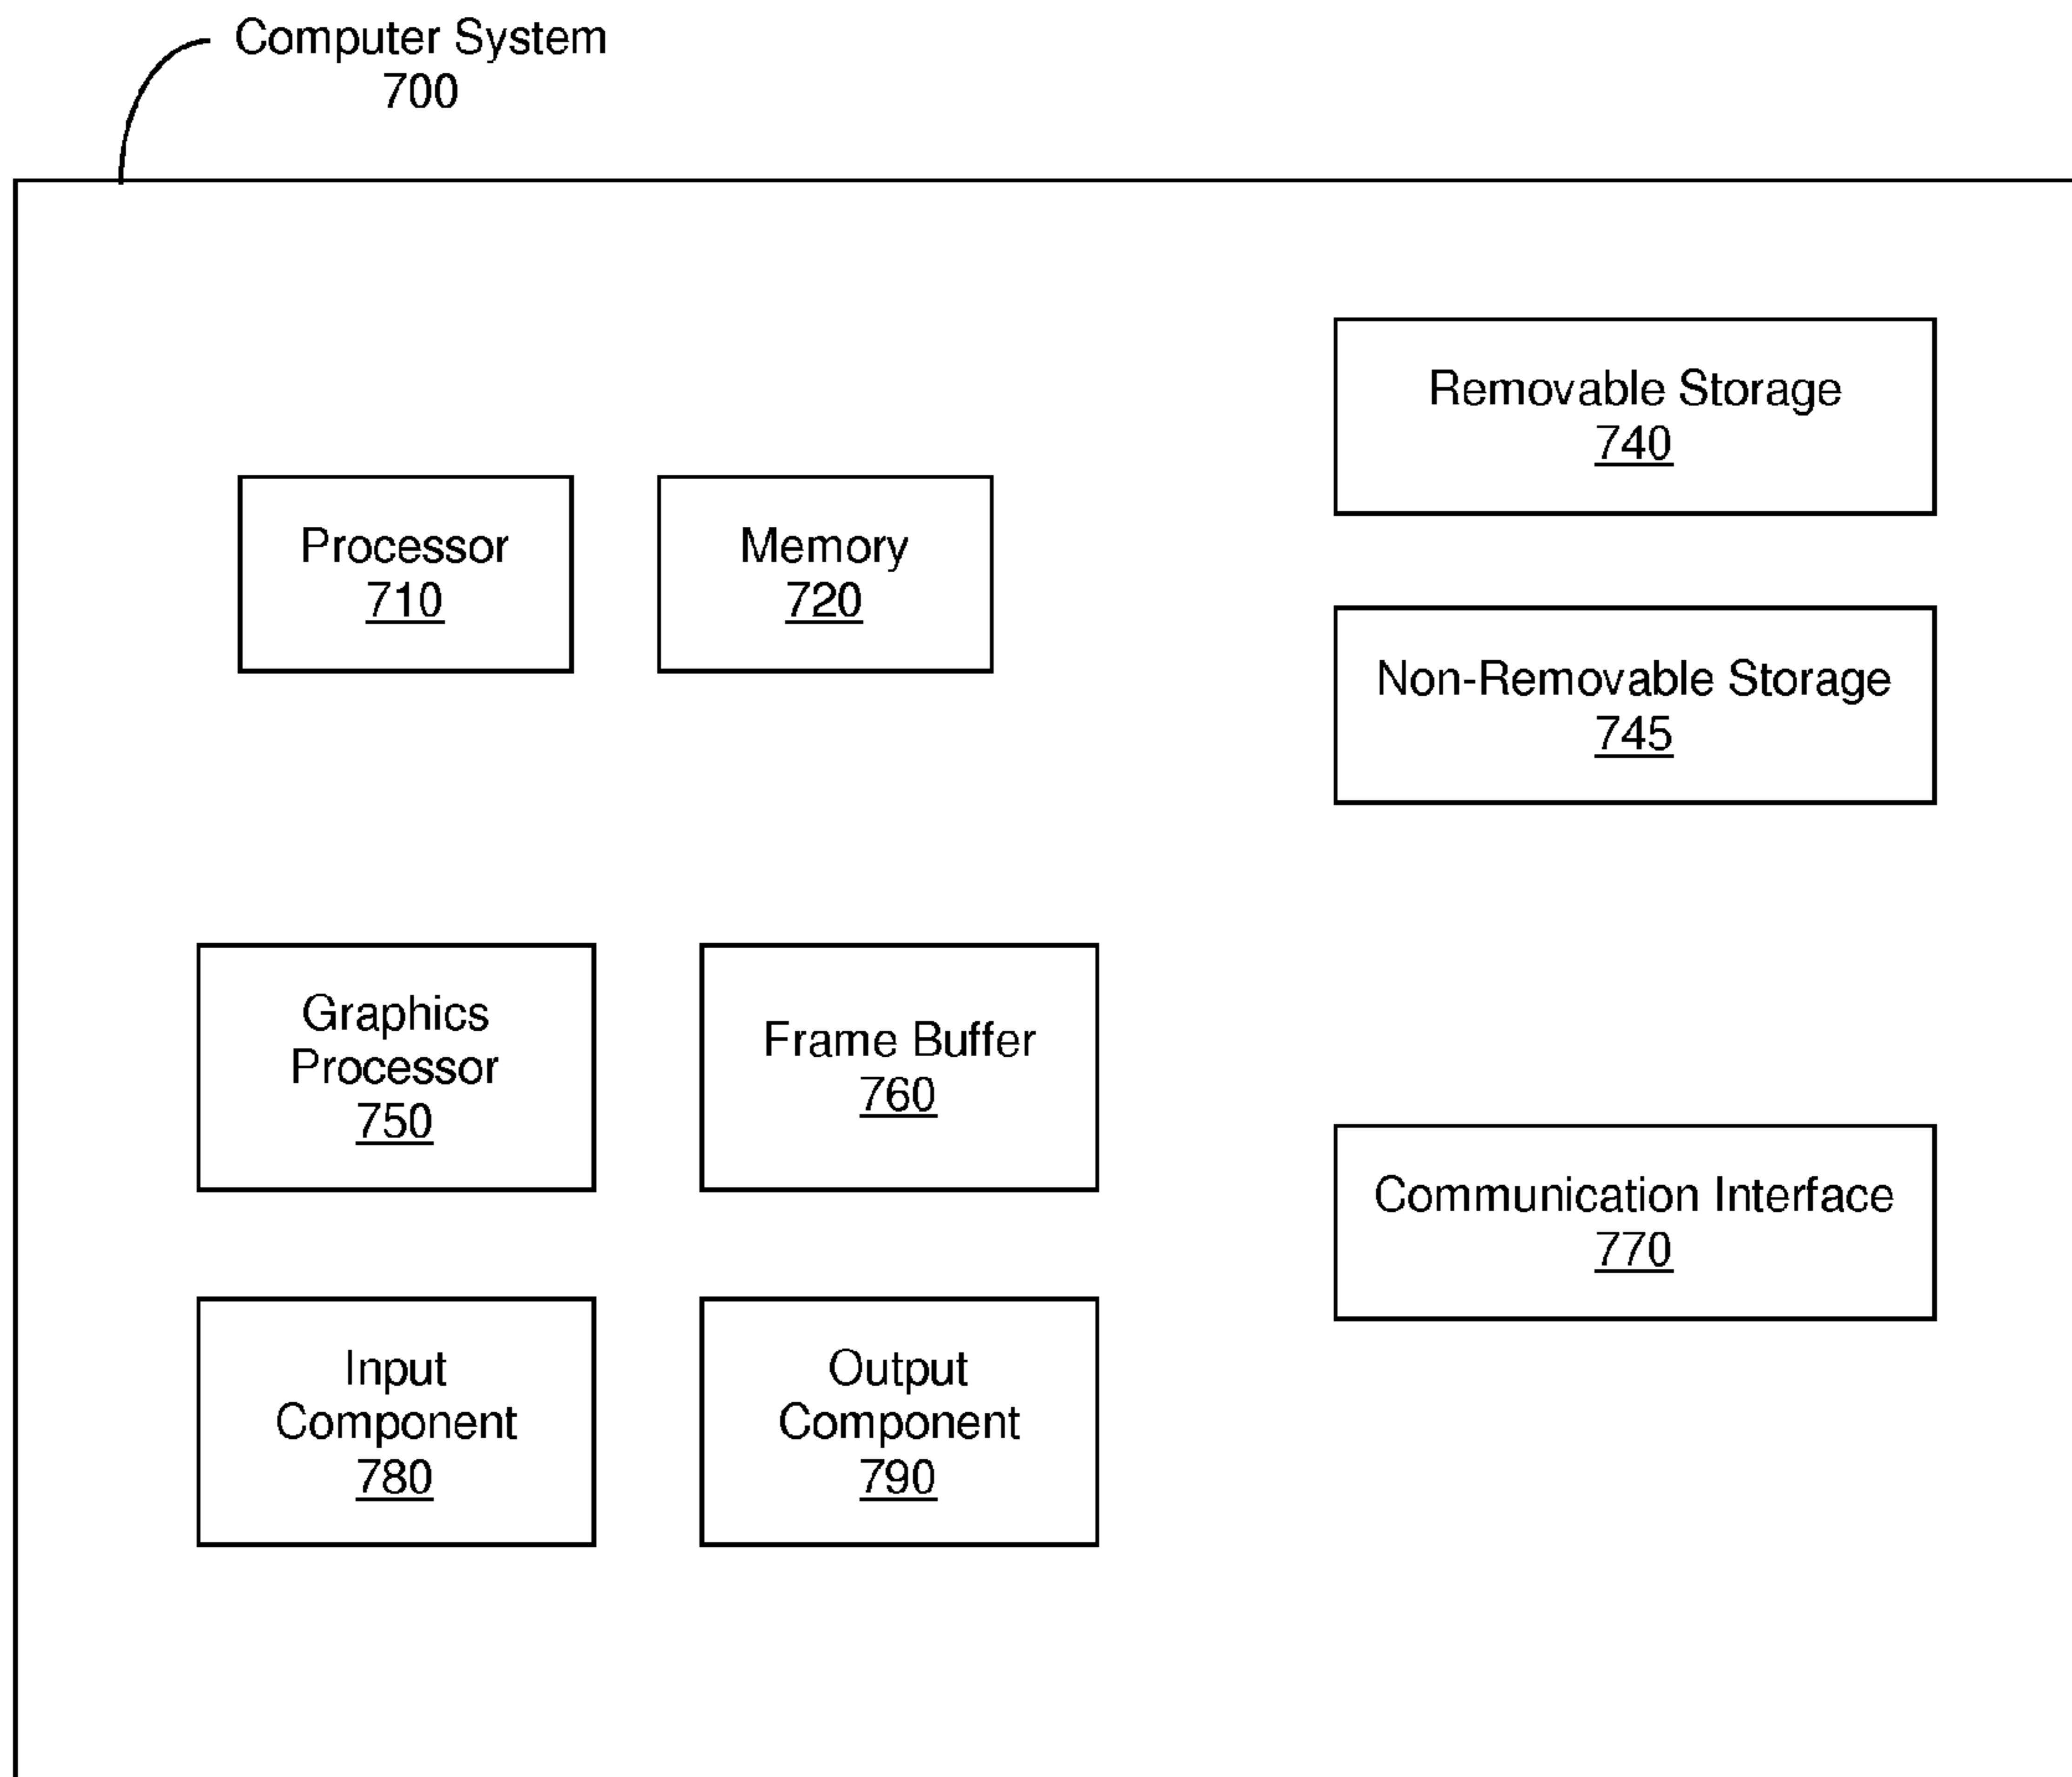 Computer System
700
Removable Storage
740
Processor
710
Memory
720
Non-Removable Storage
745
Graphics
Processor
750
Frame Buffer
760
Communication Interface
770
Input
Component
780
Output
Component
790